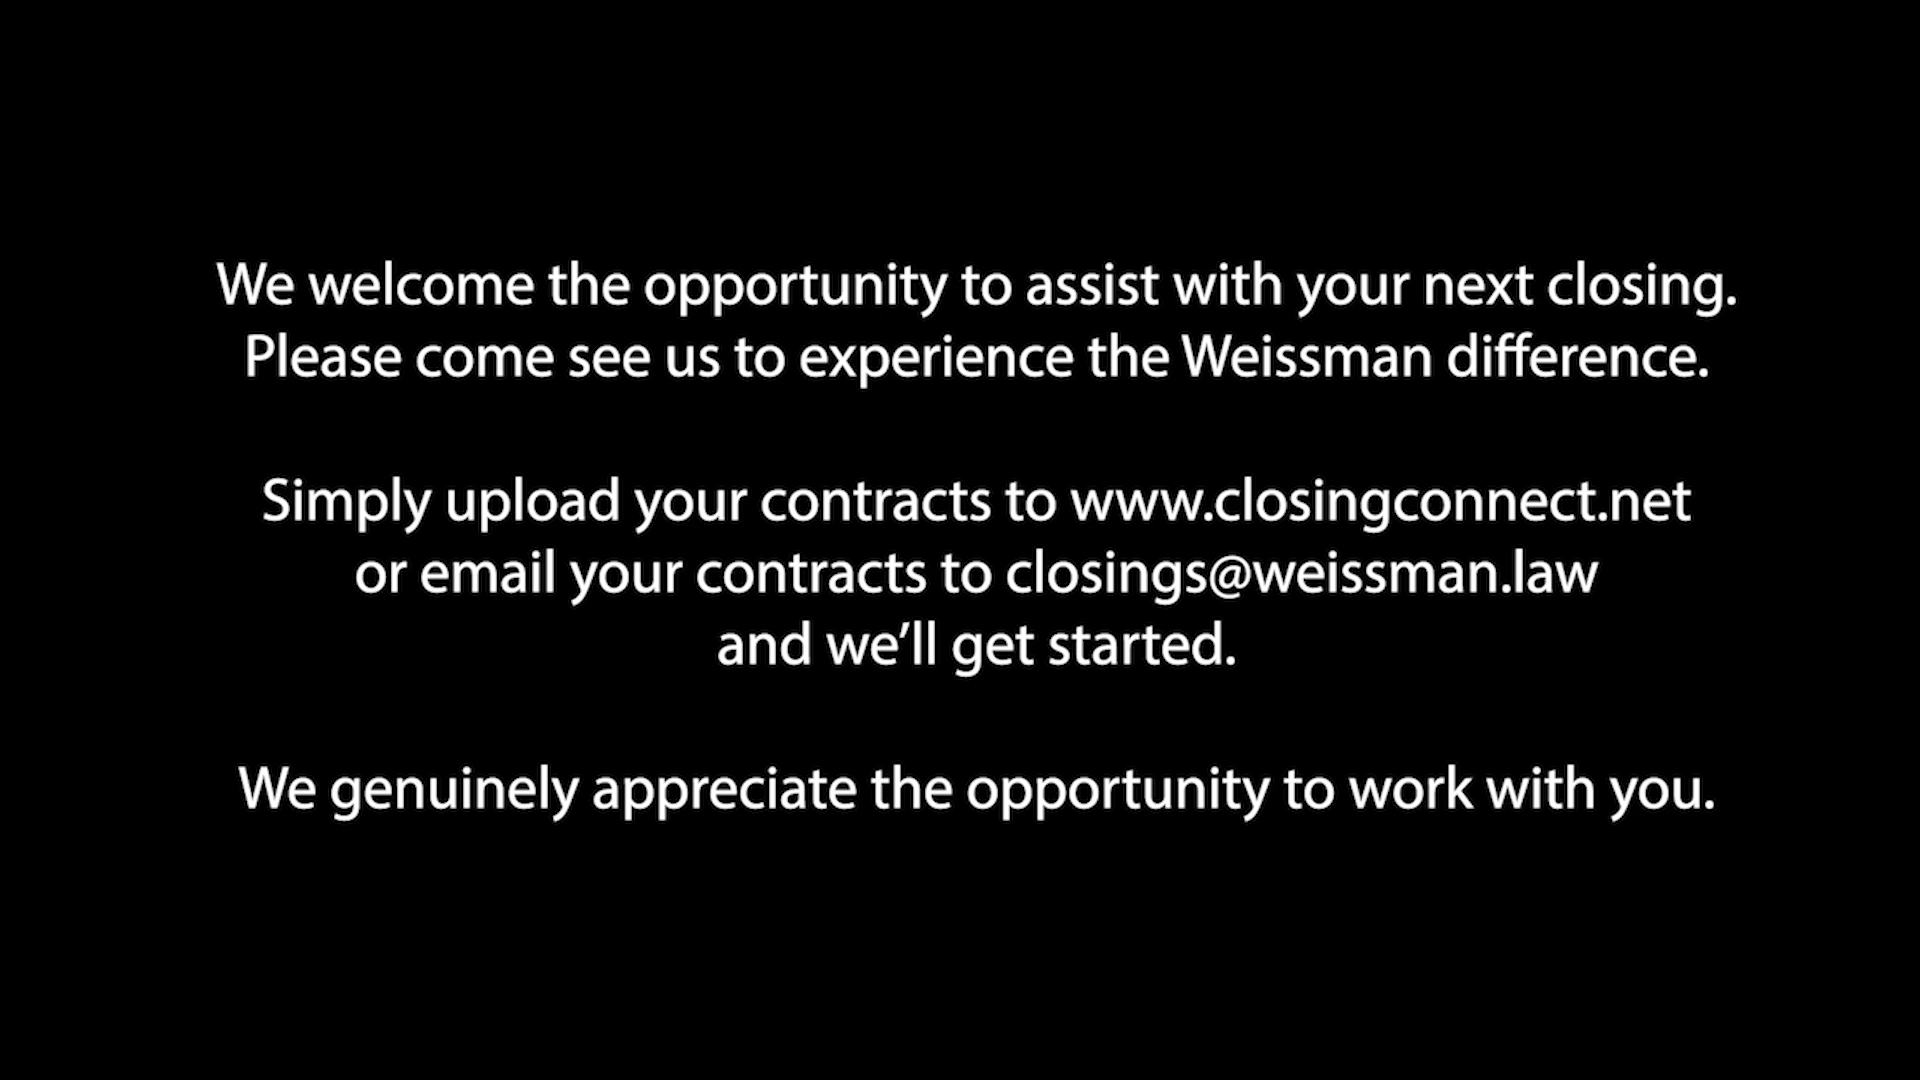 We welcome the opportunity to assist with your next closing.
Please come see us to experience the Weissman difference.
Simply upload your contracts to www.closingconnect.net
or email your contracts to closings@weissman.law
and we’ll get started.
We genuinely appreciate the opportunity to work with you.